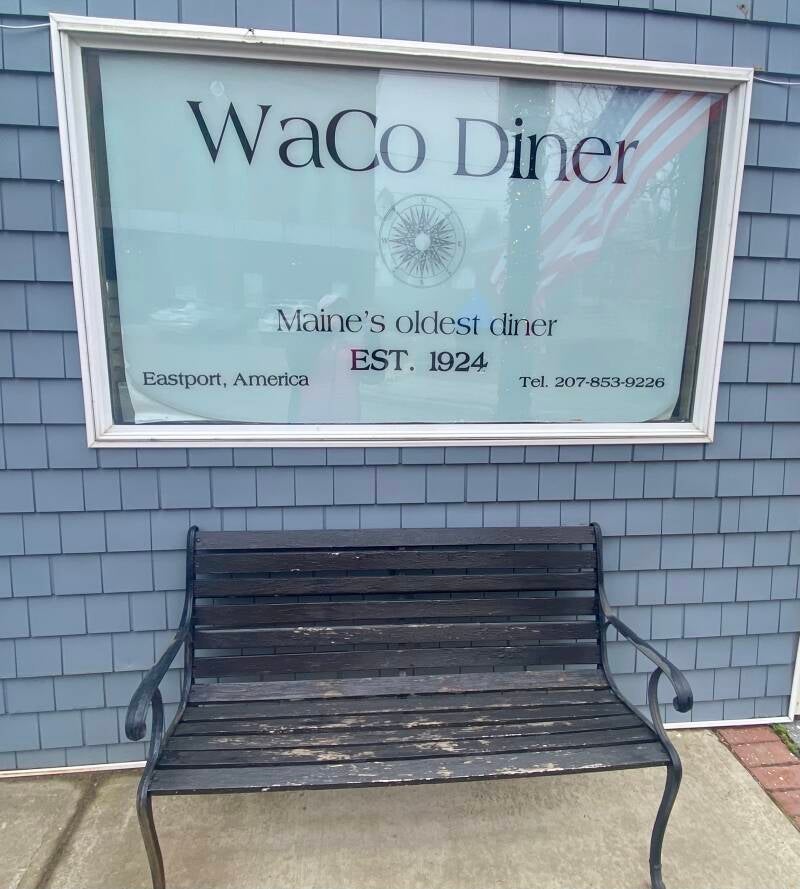 WaCo Diner
Maine's oldest diner
EST. 1924
Eastport, America
Tel. 207-853-9226